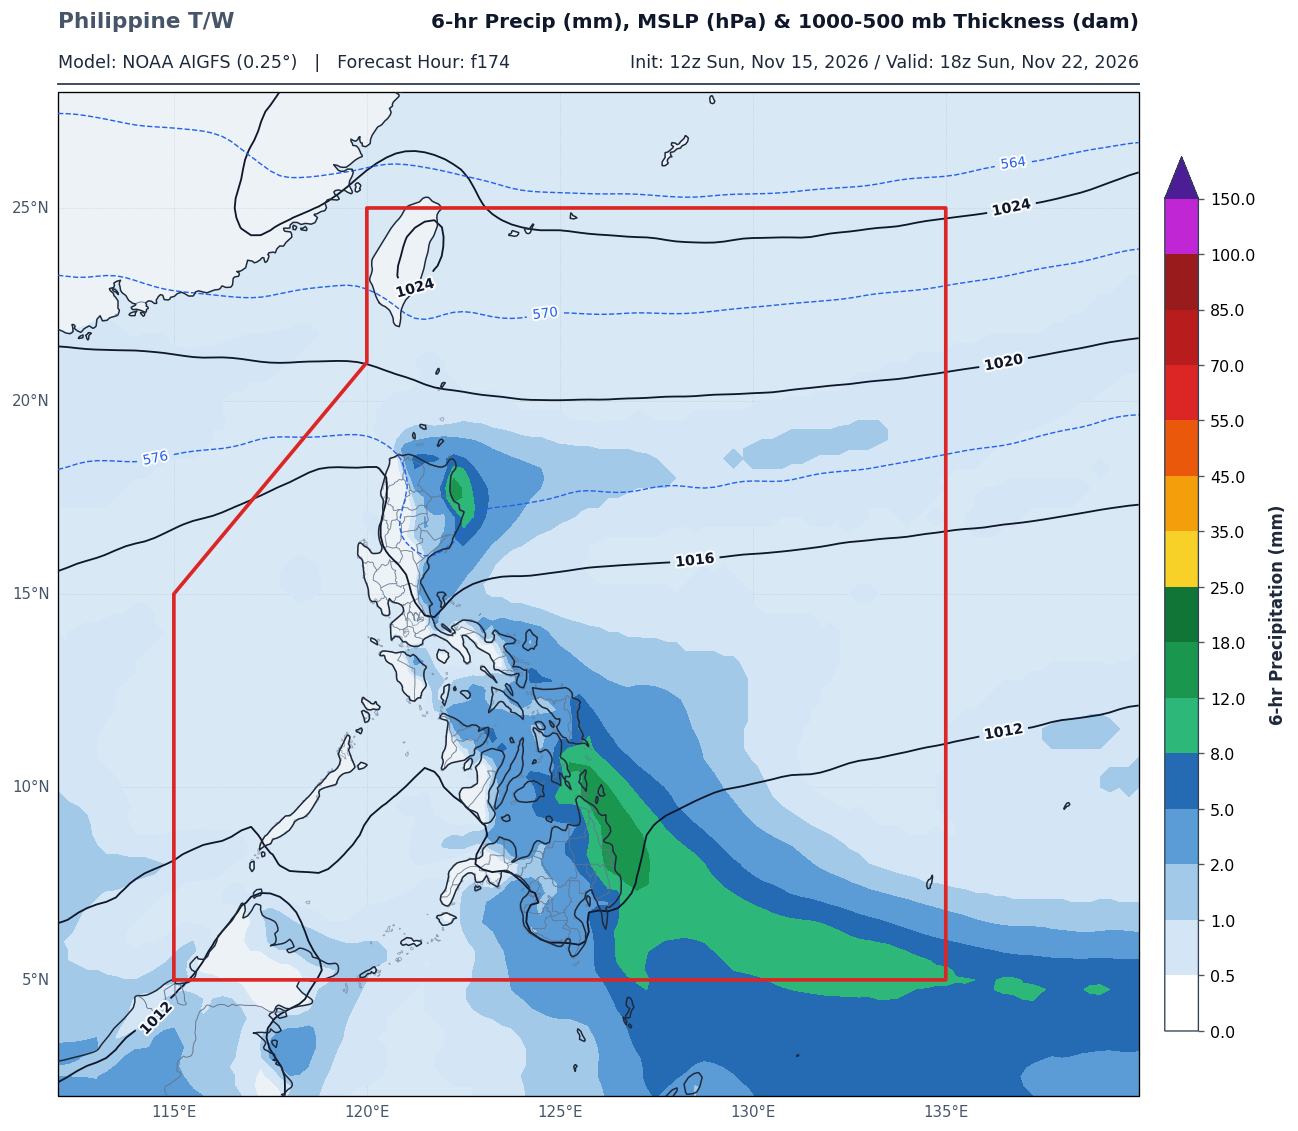 Philippine T/W
6-hr Precip (mm), MSLP (hPa) & 1000-500 mb Thickness (dam)
Model: NOAA AIGFS (0.25°) | Forecast Hour: f174
Init: 12z Sun, Nov 15, 2026 / Valid: 18z Sun, Nov 22, 2026
564
1024
1024
570
1020
576
1016
1012
1012
25°N
20°N
15°N
10°N
5°N
115°E
120°E
125°E
130°E
135°E
150.0
100.0
85.0
70.0
55.0
45.0
35.0
25.0
18.0
12.0
8.0
5.0
2.0
1.0
0.5
0.0
6-hr Precipitation (mm)